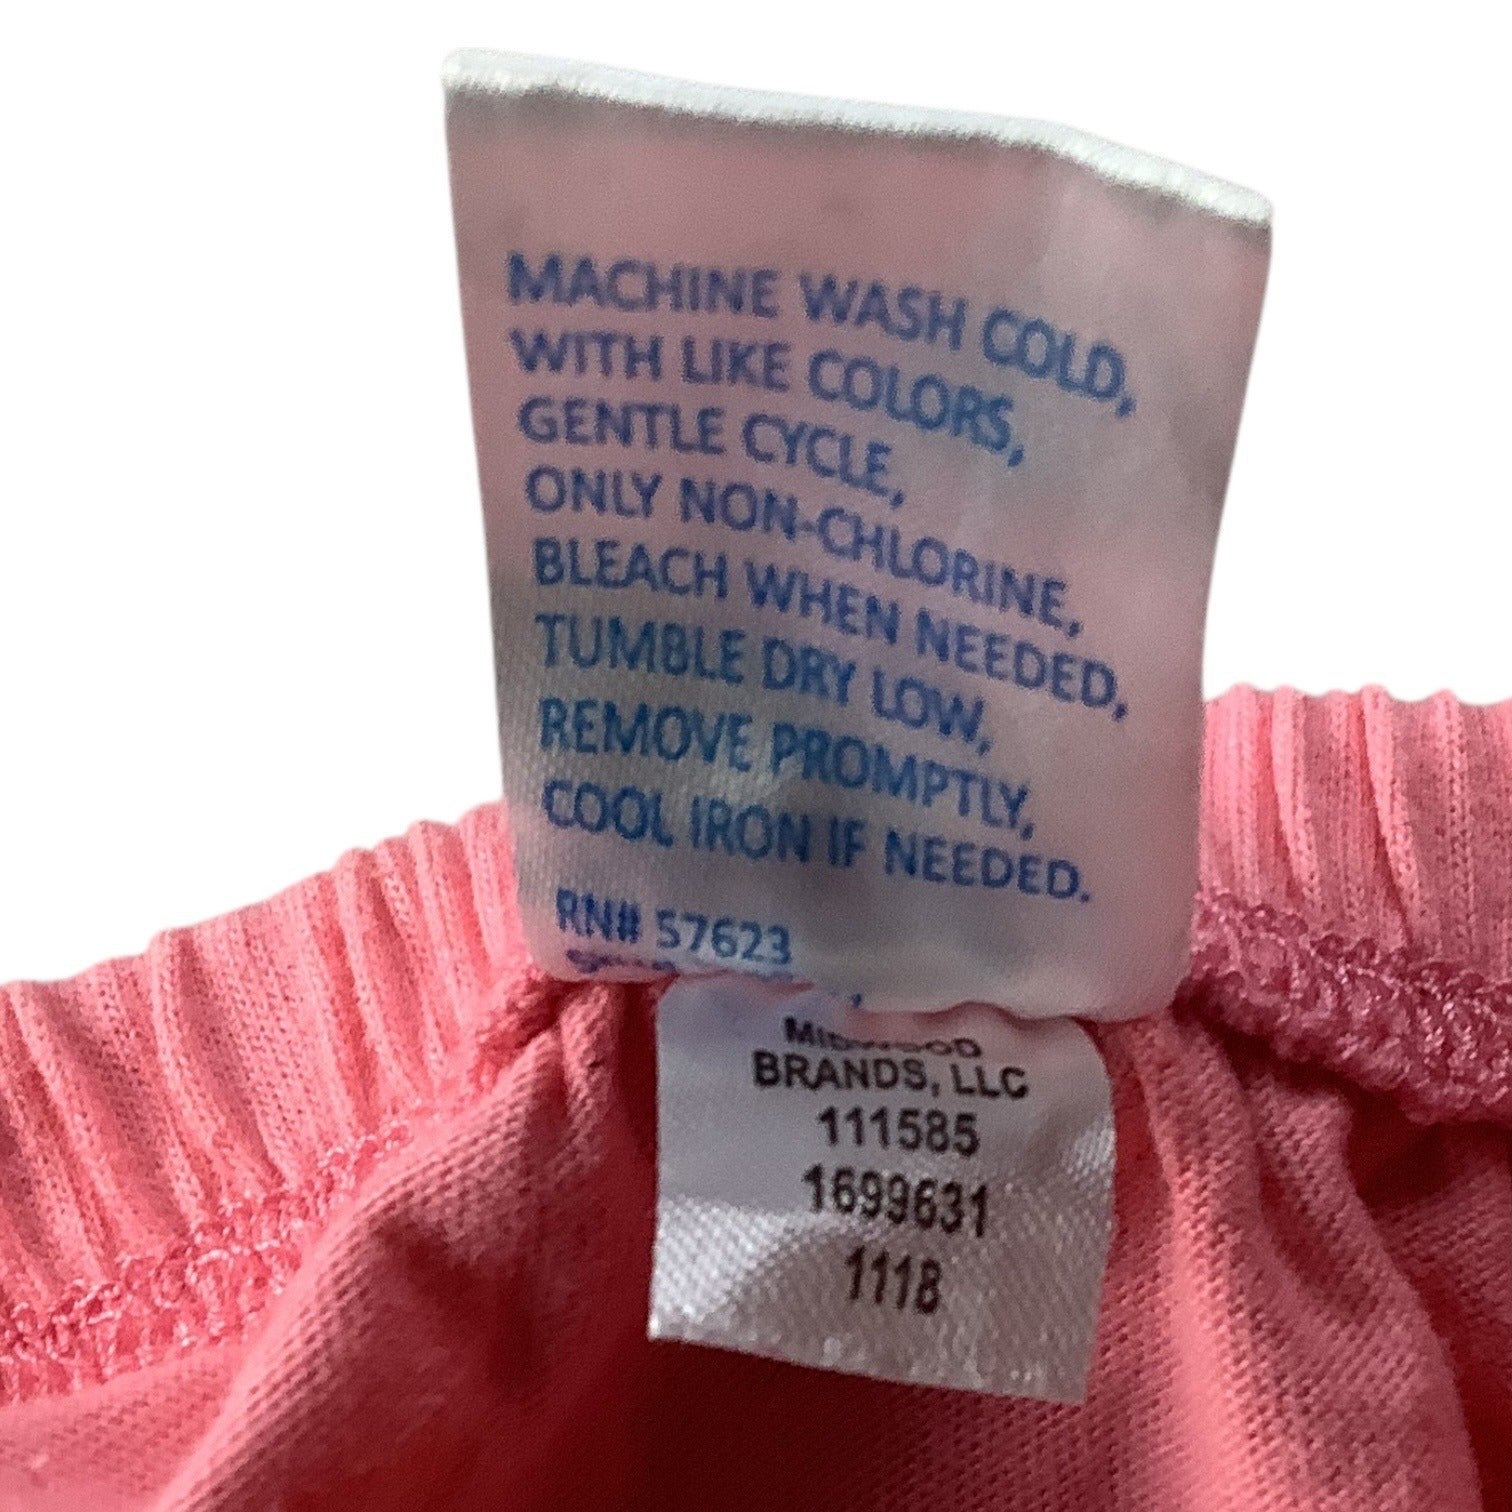 MACHINE WASH COLD,
WITH LIKE COLORS,
GENTLE CYCLE,
ONLY NON-CHLORINE,
BLEACH WHEN NEEDED,
TUMBLE DRY LOW,
REMOVE PROMPTLY,
COOL IRON IF NEEDED.
RN# 57623
MIDWOOD
BRANDS, LLC
111585
1699631
1118